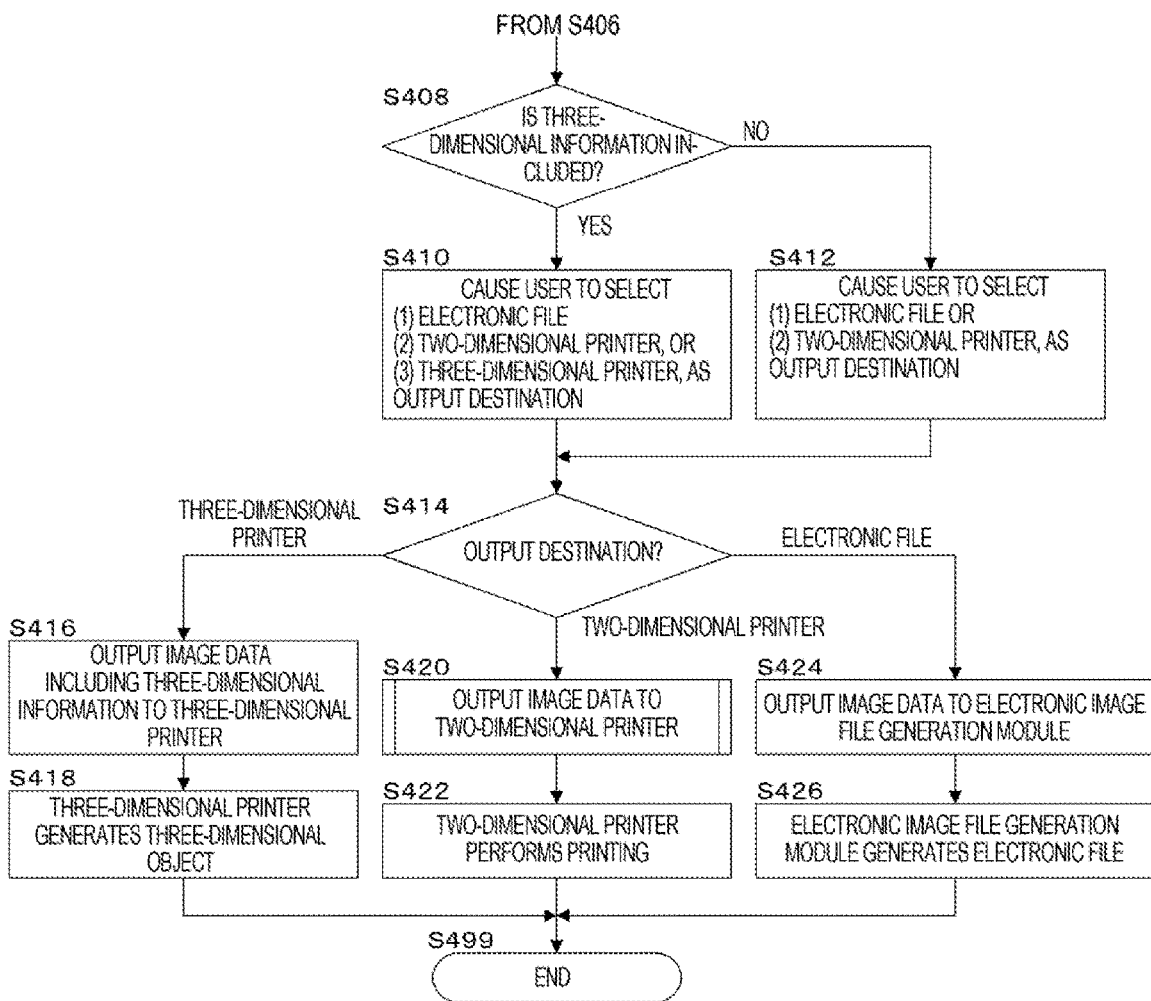 FROM S406
S408
IS THREE-
DIMENSIONAL INFORMATION IN-
CLUDED?
NO
YES
S410
CAUSE USER TO SELECT
(1) ELECTRONIC FILE
(2) TWO-DIMENSIONAL PRINTER, OR
(3) THREE-DIMENSIONAL PRINTER, AS
OUTPUT DESTINATION
S412
CAUSE USER TO SELECT
(1) ELECTRONIC FILE OR
(2) TWO-DIMENSIONAL PRINTER, AS
OUTPUT DESTINATION
S414
OUTPUT DESTINATION?
THREE-DIMENSIONAL
PRINTER
ELECTRONIC FILE
TWO-DIMENSIONAL PRINTER
S416
OUTPUT IMAGE DATA
INCLUDING THREE-DIMENSIONAL
INFORMATION TO THREE-DIMENSIONAL
PRINTER
S420
OUTPUT IMAGE DATA TO
TWO-DIMENSIONAL PRINTER
S424
OUTPUT IMAGE DATA TO ELECTRONIC IMAGE
FILE GENERATION MODULE
S418
THREE-DIMENSIONAL PRINTER
GENERATES THREE-DIMENSIONAL
OBJECT
S422
TWO-DIMENSIONAL PRINTER
PERFORMS PRINTING
S426
ELECTRONIC IMAGE FILE GENERATION
MODULE GENERATES ELECTRONIC FILE
S499
END